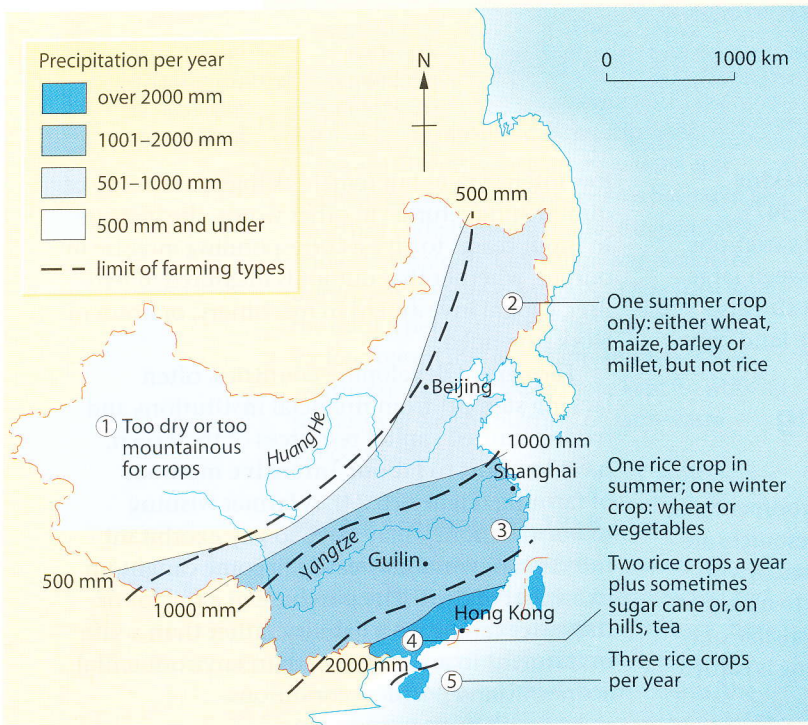 Precipitation per year
over 2000 mm
1001–2000 mm
501–1000 mm
500 mm and under
limit of farming types
N
0 1000 km
500 mm
2
One summer crop
only: either wheat,
maize, barley or
millet, but not rice
Beijing
1 Too dry or too
mountainous
for crops
Huang He
1000 mm
Shanghai
One rice crop in
summer; one winter
crop: wheat or
vegetables
3
Yangtze
Guilin
500 mm
1000 mm
Two rice crops a year
plus sometimes
sugar cane or, on
hills, tea
Hong Kong
4
2000 mm
5
Three rice crops
per year